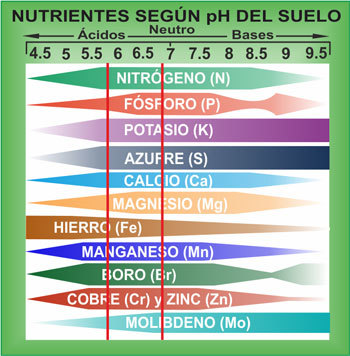 NUTRIENTES SEGÚN pH DEL SUELO
Ácidos Neutro Bases
4.5 5 5.5 6 6.5 7 7.5 8 8.5 9 9.5
NITRÓGENO (N)
FÓSFORO (P)
POTASIO (K)
AZUFRE (S)
CALCIO (Ca)
MAGNESIO (Mg)
HIERRO (Fe)
MANGANESO (Mn)
BORO (Br)
COBRE (Cr) y ZINC (Zn)
MOLIBDENO (Mo)